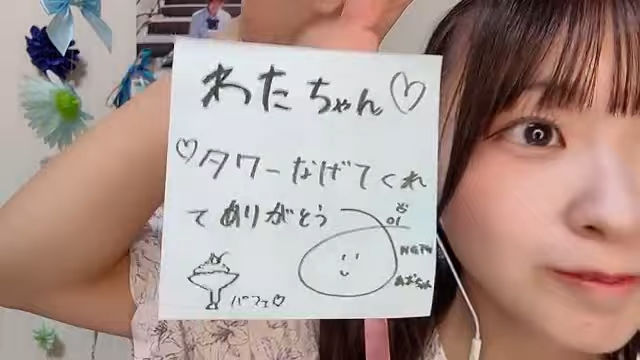 わたちゃん♡
♡タワーなげてくれ
てありがとう
パフェ♡